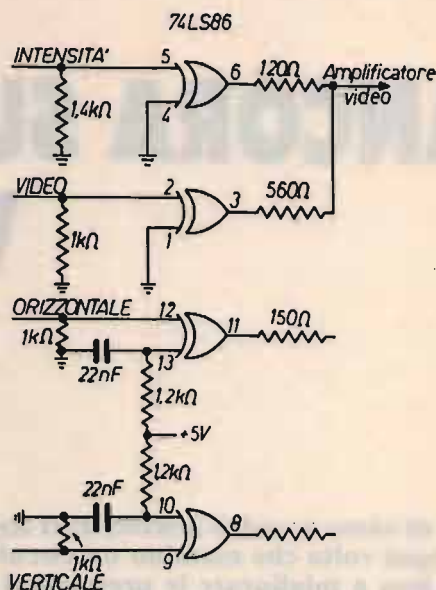 74LS86
INTENSITA'
5
6
120Ω
Amplificatore
video
1,4kΩ
4
VIDEO
2
3
560Ω
1kΩ
1
ORIZZONTALE
12
11
150Ω
1kΩ
22nF
13
1,2kΩ
+5V
1,2kΩ
22nF
10
8
1kΩ
9
VERTICALE